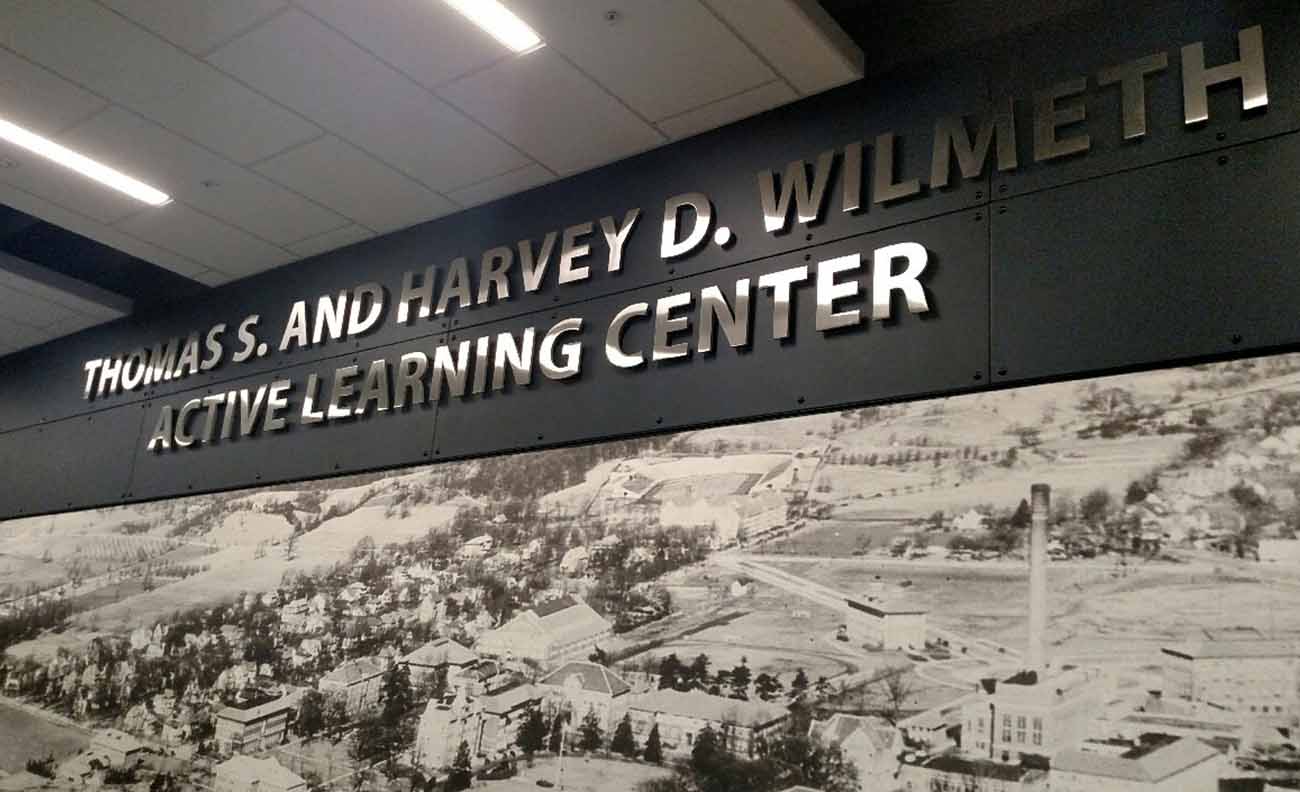 THOMAS S. AND HARVEY D. WILMETH
ACTIVE LEARNING CENTER